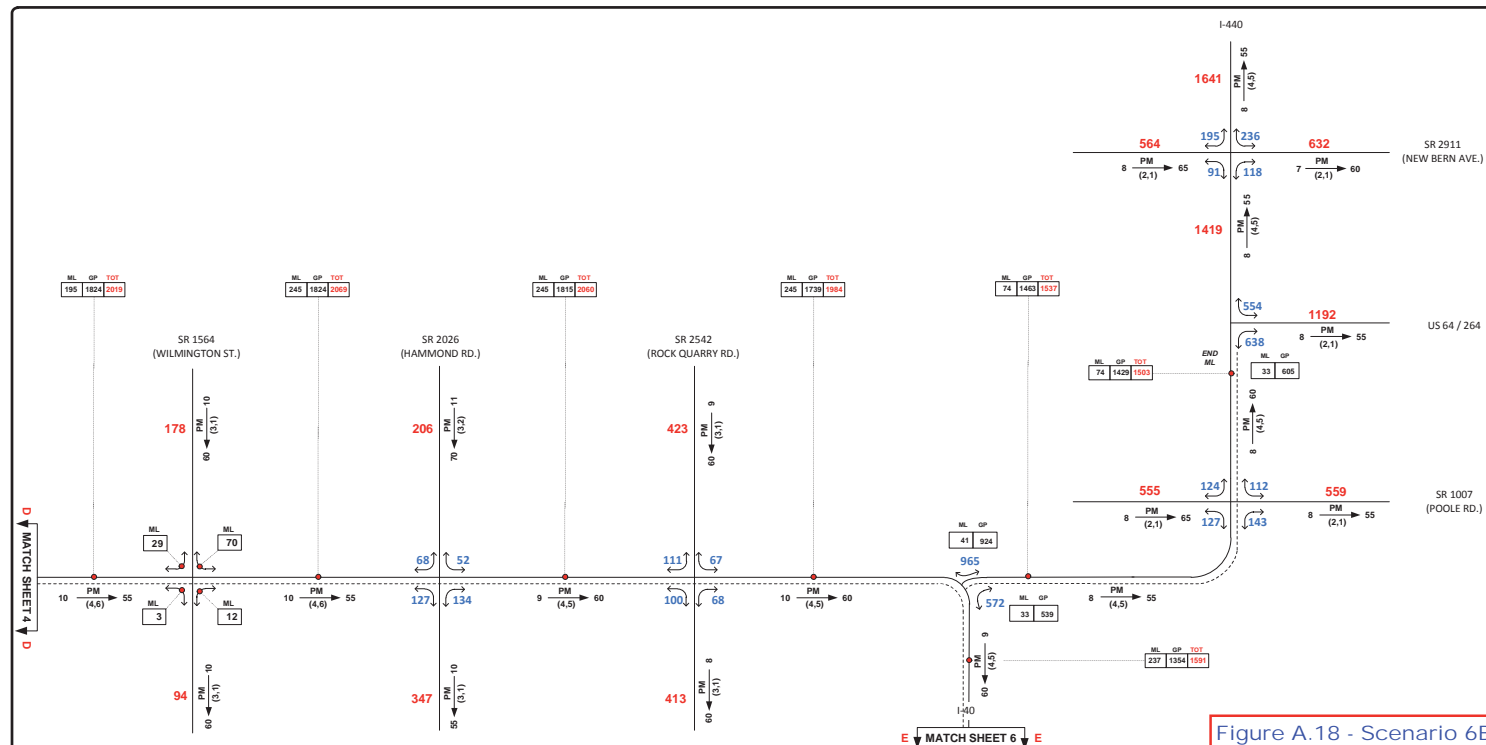 I-440
1641
PM
(4,5)
8
55
195
236
564
632
SR 2911
(NEW BERN AVE.)
8
PM
(2,1)
65
91
118
7
PM
(2,1)
60
1419
PM
(4,5)
8
55
ML GP TOT
195 1824 2019
ML GP TOT
245 1824 2069
ML GP TOT
245 1815 2060
ML GP TOT
245 1739 1984
ML GP TOT
74 1463 1537
554
1192
US 64 / 264
8
PM
(2,1)
55
638
SR 1564
(WILMINGTON ST.)
SR 2026
(HAMMOND RD.)
SR 2542
(ROCK QUARRY RD.)
END
ML
ML GP TOT
74 1429 1503
ML GP
33 605
178
10
PM
(3,1)
60
206
11
PM
(3,2)
70
423
9
PM
(3,1)
60
60
PM
(4,5)
8
124
112
555
559
SR 1007
(POOLE RD.)
8
PM
(2,1)
65
127
143
8
PM
(2,1)
55
D
MATCH SHEET 4
D
ML
29
ML
70
68
52
111
67
ML GP
41 924
965
10
PM
(4,6)
55
ML
3
ML
12
10
PM
(4,6)
55
127
134
9
PM
(4,5)
60
100
68
10
PM
(4,5)
60
572
ML GP
33 539
8
PM
(4,5)
55
94
10
PM
(3,1)
60
347
10
PM
(3,1)
55
413
8
PM
(3,1)
60
9
PM
(4,5)
60
ML GP TOT
237 1354 1591
I-40
E MATCH SHEET 6 E
Figure A.18 - Scenario 6E